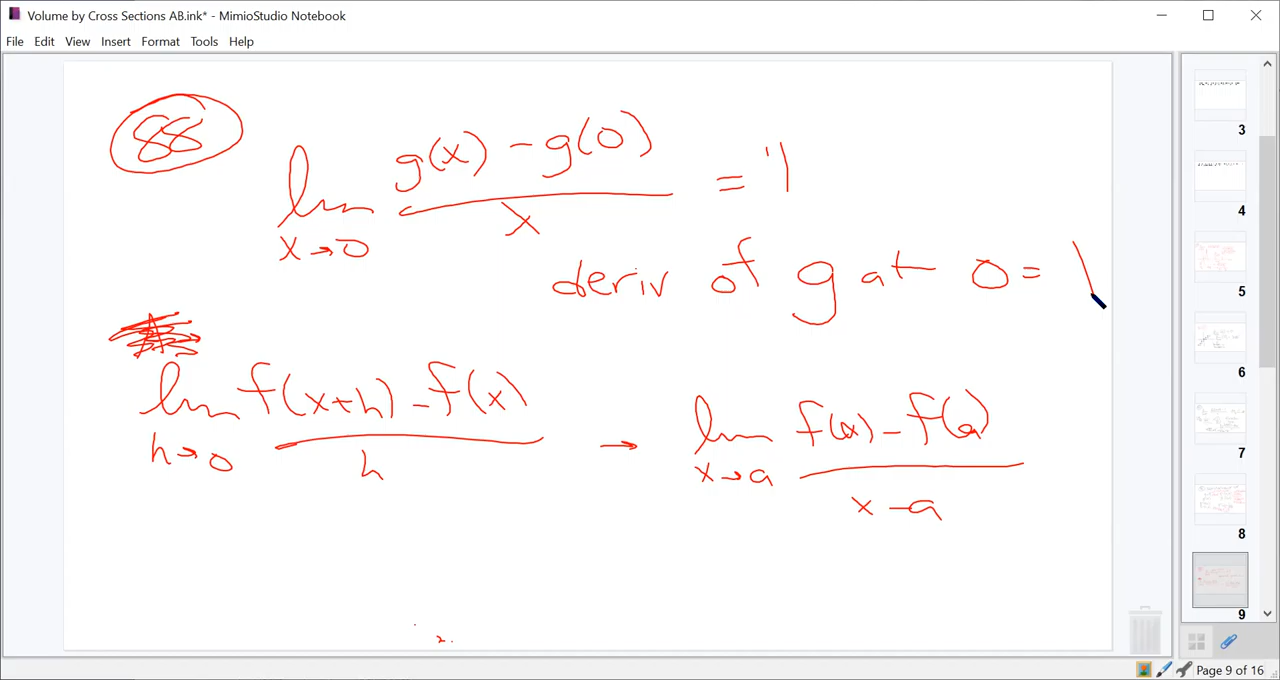 Volume by Cross Sections AB.ink* - MimioStudio Notebook
File Edit View Insert Format Tools Help
88
lim x→0 g(x) - g(0) / x = 1
deriv of g at 0 = 1
lim h→0 f(x+h) - f(x) / h → lim x→a f(x) - f(a) / x - a
2.
3
4
5
6
7
8
9
Page 9 of 16